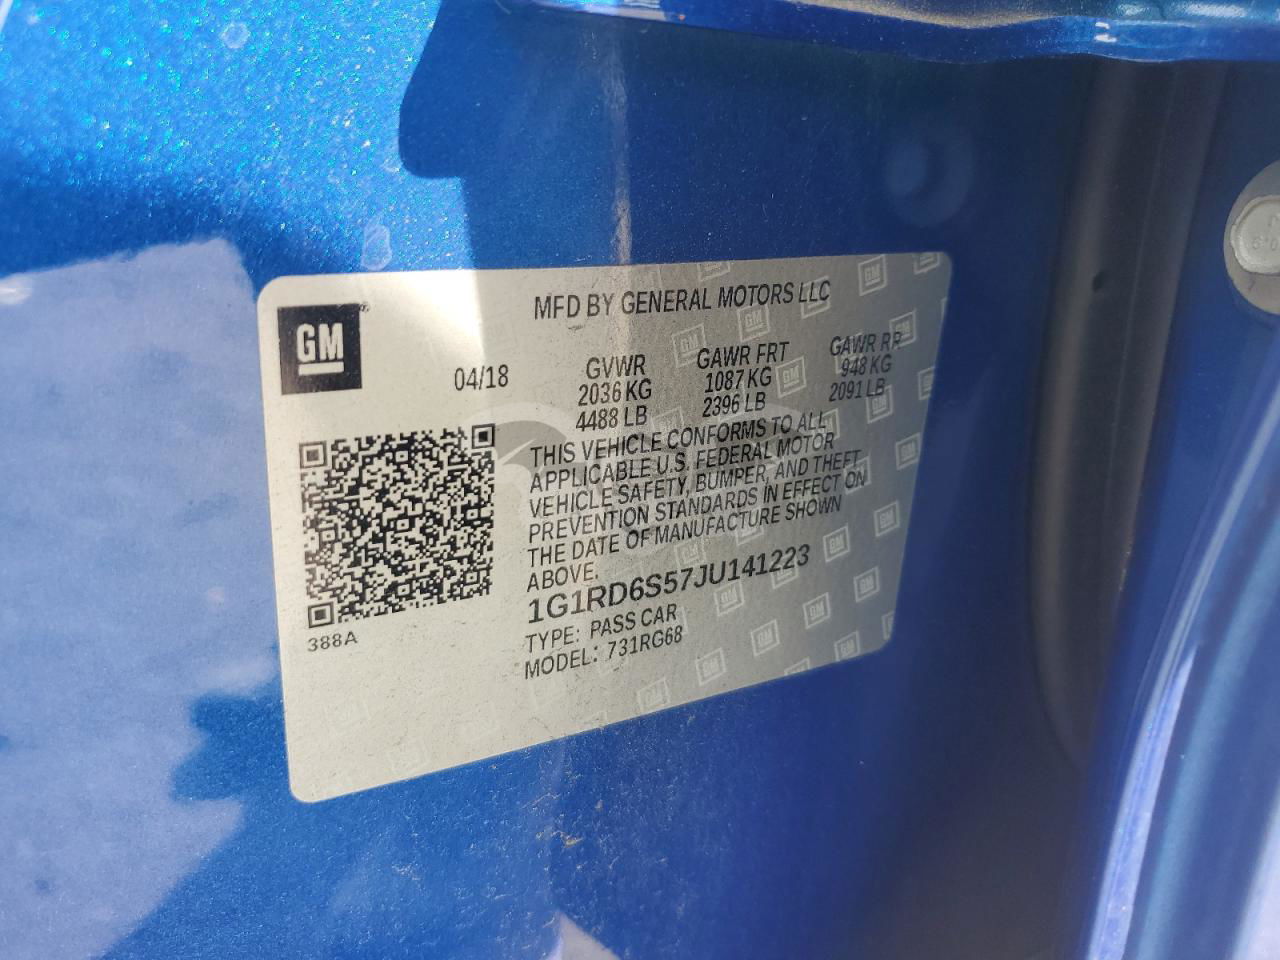 GM
MFD BY GENERAL MOTORS LLC
04/18
GVWR
2036 KG
4488 LB
GAWR FRT
1087 KG
2396 LB
GAWR RR
948 KG
2091 LB
THIS VEHICLE CONFORMS TO ALL
APPLICABLE U.S. FEDERAL MOTOR
VEHICLE SAFETY, BUMPER, AND THEFT
PREVENTION STANDARDS IN EFFECT ON
THE DATE OF MANUFACTURE SHOWN
ABOVE.
1G1RD6S57JU141223
TYPE: PASS CAR
MODEL: 731RG68
388A